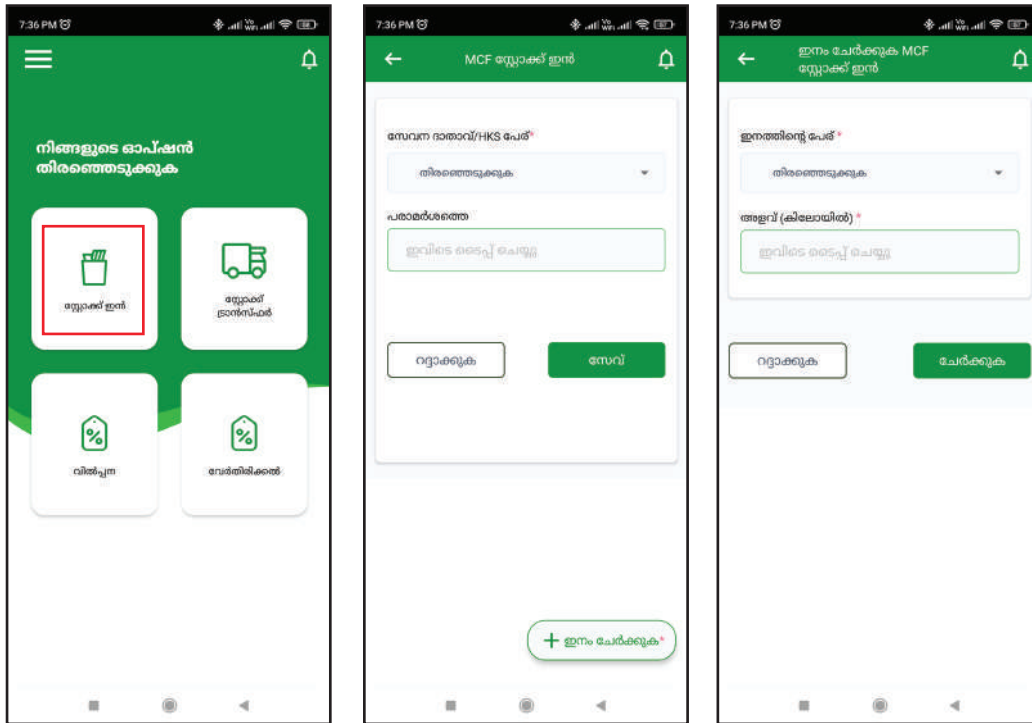 7:36 PM
നിങ്ങളുടെ ഓപ്ഷൻ
തിരഞ്ഞെടുക്കുക
സ്റ്റോക്ക് ഇൻ
സ്റ്റോക്ക്
ട്രാൻസ്ഫർ
വിൽപ്പന
വേർതിരിക്കൽ
7:36 PM
MCF സ്റ്റോക്ക് ഇൻ
സേവന ദാതാവ്/HKS പേര്*
തിരഞ്ഞെടുക്കുക
പരാമർശത്തെ
ഇവിടെ ടൈപ്പ് ചെയ്യൂ
റദ്ദാക്കുക
സേവ്
+ ഇനം ചേർക്കുക*
7:36 PM
ഇനം ചേർക്കുക MCF
സ്റ്റോക്ക് ഇൻ
ഇനത്തിന്റെ പേര് *
തിരഞ്ഞെടുക്കുക
അളവ് (കിലോയിൽ) *
ഇവിടെ ടൈപ്പ് ചെയ്യൂ
റദ്ദാക്കുക
ചേർക്കുക